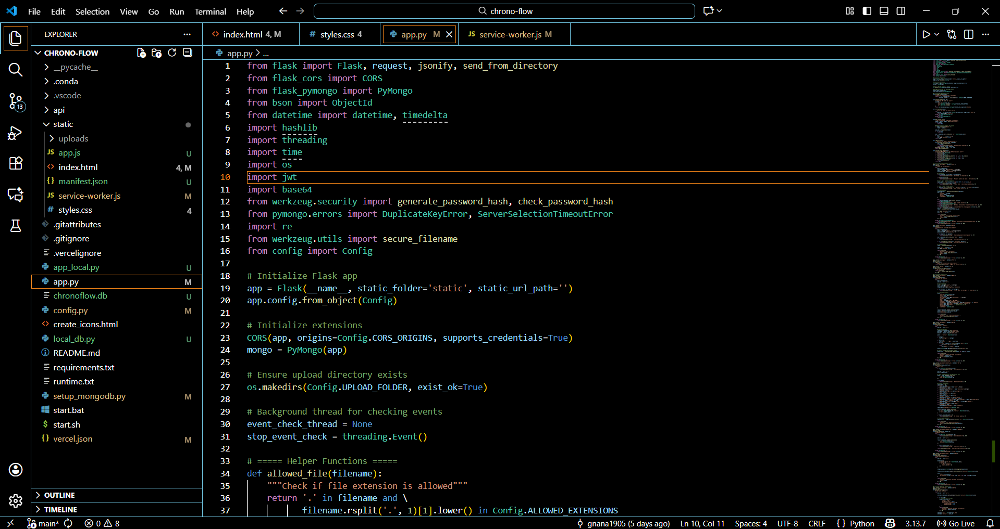 File Edit Selection View Go Run Terminal Help
chrono-flow
EXPLORER
CHRONO-FLOW
__pycache__
.conda
.vscode
api
static
uploads
JS app.js U
index.html 4, M
manifest.json U
JS service-worker.js M
# styles.css 4
.gitattributes
.gitignore
.vercelignore
app_local.py U
app.py M
chronoflow.db U
config.py M
create_icons.html
local_db.py U
README.md
requirements.txt
runtime.txt
setup_mongodb.py M
start.bat
$ start.sh
vercel.json M
OUTLINE
TIMELINE
13
index.html 4, M
# styles.css 4
app.py M
JS service-worker.js M
app.py > ...
1 from flask import Flask, request, jsonify, send_from_directory
2 from flask_cors import CORS
3 from flask_pymongo import PyMongo
4 from bson import ObjectId
5 from datetime import datetime, timedelta
6 import hashlib
7 import threading
8 import time
9 import os
10 import jwt
11 import base64
12 from werkzeug.security import generate_password_hash, check_password_hash
13 from pymongo.errors import DuplicateKeyError, ServerSelectionTimeoutError
14 import re
15 from werkzeug.utils import secure_filename
16 from config import Config
17
18 # Initialize Flask app
19 app = Flask(__name__, static_folder='static', static_url_path='')
20 app.config.from_object(Config)
21
22 # Initialize extensions
23 CORS(app, origins=Config.CORS_ORIGINS, supports_credentials=True)
24 mongo = PyMongo(app)
25
26 # Ensure upload directory exists
27 os.makedirs(Config.UPLOAD_FOLDER, exist_ok=True)
28
29 # Background thread for checking events
30 event_check_thread = None
31 stop_event_check = threading.Event()
32
33 # ===== Helper Functions =====
34 def allowed_file(filename):
35 """Check if file extension is allowed"""
36 return '.' in filename and \
37 filename.rsplit('.', 1)[1].lower() in Config.ALLOWED_EXTENSIONS
main* 0 8 gnana1905 (5 days ago) Ln 10, Col 11 Spaces: 4 UTF-8 CRLF { } Python 3.13.7 Go Live